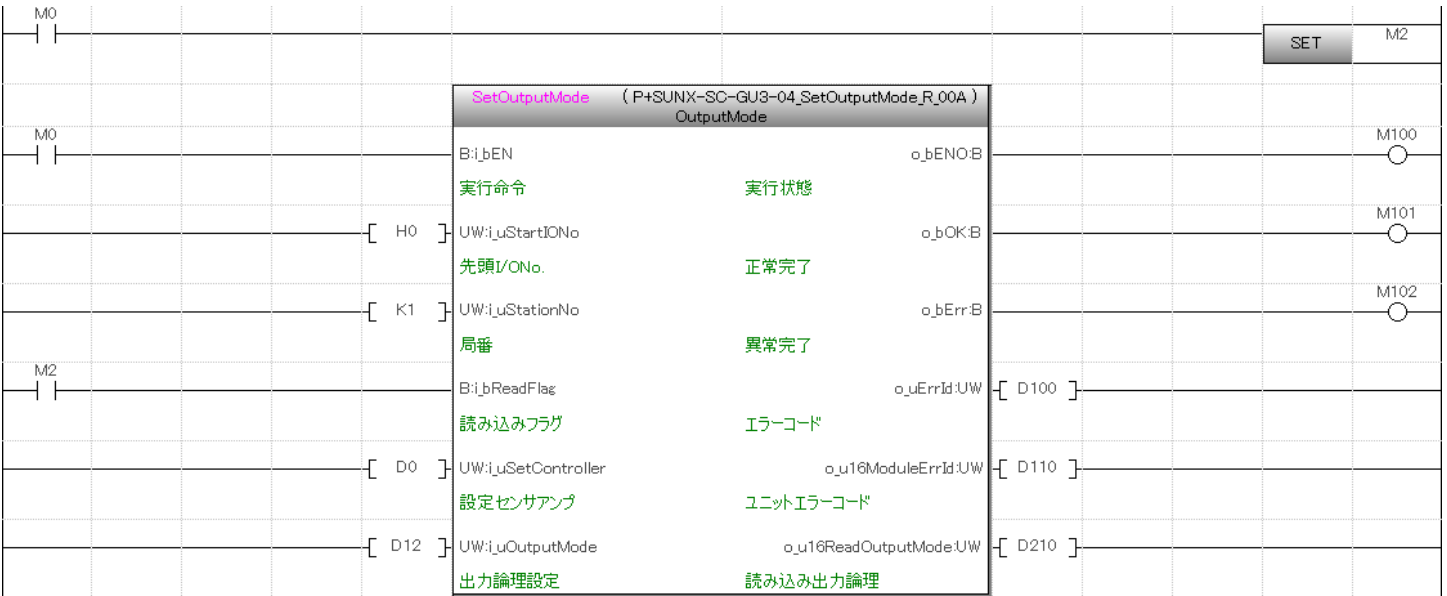 M0
SET M2
SetOutputMode (P+SUNX-SC-GU3-04_SetOutputMode_R_00A)
OutputMode
M0 B:i_bEN o_bENO:B M100
実行命令 実行状態
H0 UW:i_uStartIONo o_bOK:B M101
先頭I/ONo. 正常完了
K1 UW:i_uStationNo o_bErr:B M102
局番 異常完了
M2 B:i_bReadFlag o_uErrId:UW D100
読み込みフラグ エラーコード
D0 UW:i_uSetController o_u16ModuleErrId:UW D110
設定センサアンプ ユニットエラーコード
D12 UW:i_uOutputMode o_u16ReadOutputMode:UW D210
出力論理設定 読み込み出力論理